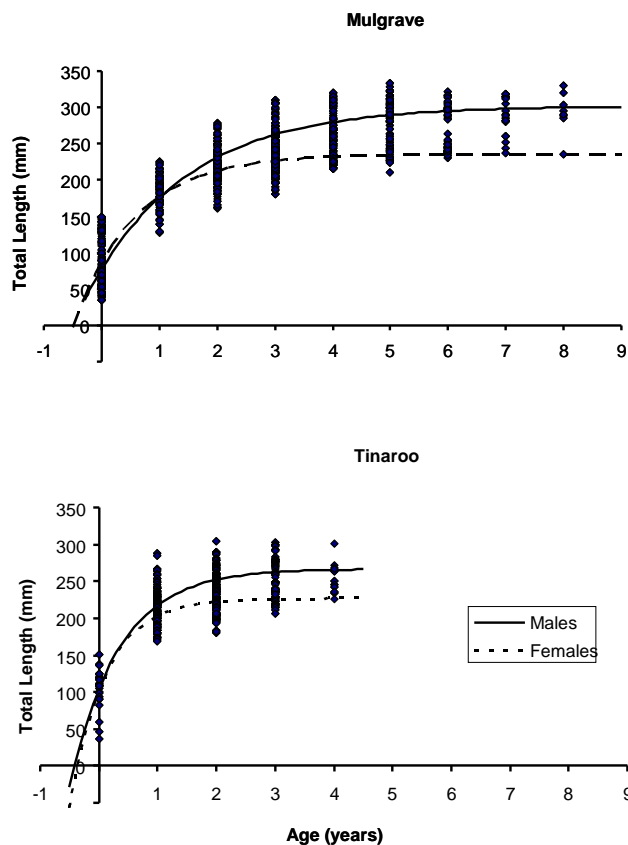 Mulgrave
350
300
250
200
150
100
50
0
Total Length (mm)
-1 1 2 3 4 5 6 7 8 9
Tinaroo
350
300
250
200
150
100
50
0
Total Length (mm)
Males
Females
-1 0 1 2 3 4 5 6 7 8 9
Age (years)